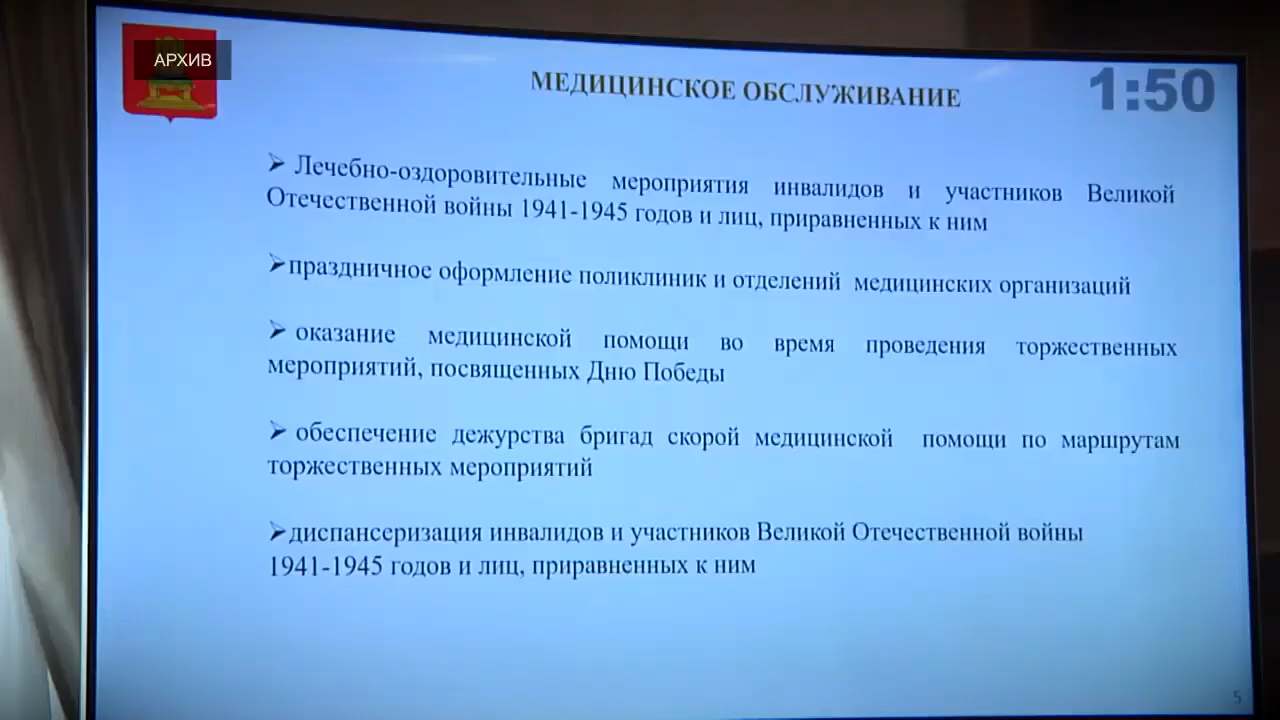 АРХИВ
МЕДИЦИНСКОЕ ОБСЛУЖИВАНИЕ
1:50
➢ Лечебно-оздоровительные мероприятия инвалидов и участников Великой
Отечественной войны 1941-1945 годов и лиц, приравненных к ним
➢праздничное оформление поликлиник и отделений медицинских организаций
➢ оказание медицинской помощи во время проведения торжественных
мероприятий, посвященных Дню Победы
➢ обеспечение дежурства бригад скорой медицинской помощи по маршрутам
торжественных мероприятий
➢диспансеризация инвалидов и участников Великой Отечественной войны
1941-1945 годов и лиц, приравненных к ним
5